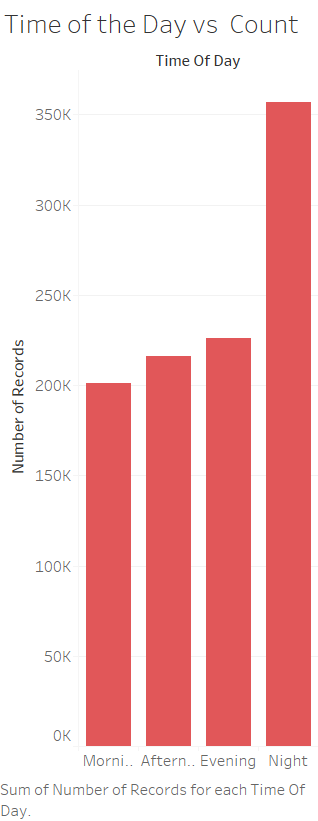 Time of the Day vs Count
Time Of Day
350K
300K
250K
200K
150K
100K
50K
0K
Number of Records
Morni.. Aftern.. Evening Night
Sum of Number of Records for each Time Of
Day.